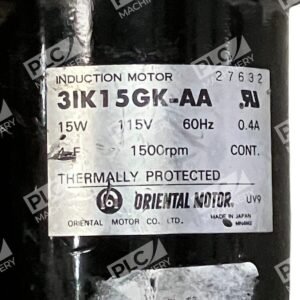 INDUCTION MOTOR 27632
3IK15GK-AA
15W 115V 60Hz 0.4A
1500rpm CONT.
THERMALLY PROTECTED
ORIENTAL MOTOR. UV9
ORIENTAL MOTOR CO., LTD. MADE IN JAPAN
PLC MACHINERY